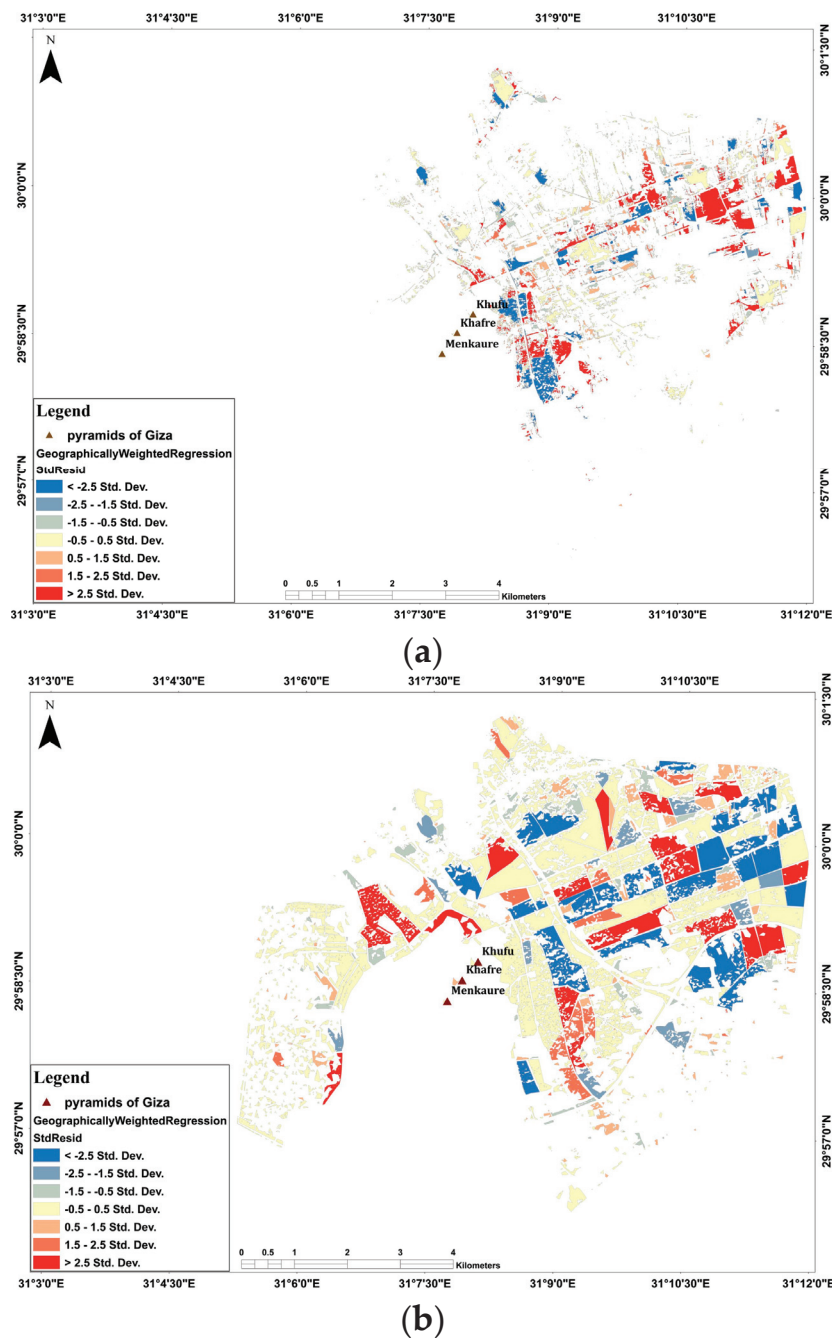 31°3'0"E 31°4'30"E 31°6'0"E 31°7'30"E 31°9'0"E 31°10'30"E
N
30°1'30"N
30°0'0"N 30°0'0"N
Khufu
Khafre
Menkaure
29°58'30"N 29°58'30"N
Legend
pyramids of Giza
GeographicallyWeightedRegression
StdResid
< -2.5 Std. Dev.
-2.5 - -1.5 Std. Dev.
-1.5 - -0.5 Std. Dev.
-0.5 - 0.5 Std. Dev.
0.5 - 1.5 Std. Dev.
1.5 - 2.5 Std. Dev.
> 2.5 Std. Dev.
29°57'0"N 29°57'0"N
0 0.5 1 2 3 4
Kilometers
31°3'0"E 31°4'30"E 31°6'0"E 31°7'30"E 31°9'0"E 31°10'30"E 31°12'0"E
(a)
31°3'0"E 31°4'30"E 31°6'0"E 31°7'30"E 31°9'0"E 31°10'30"E
N
30°1'30"N
30°0'0"N 30°0'0"N
Khufu
Khafre
Menkaure
29°58'30"N 29°58'30"N
Legend
pyramids of Giza
GeographicallyWeightedRegression
StdResid
< -2.5 Std. Dev.
-2.5 - -1.5 Std. Dev.
-1.5 - -0.5 Std. Dev.
-0.5 - 0.5 Std. Dev.
0.5 - 1.5 Std. Dev.
1.5 - 2.5 Std. Dev.
> 2.5 Std. Dev.
29°57'0"N 29°57'0"N
0 0.5 1 2 3 4
Kilometers
31°3'0"E 31°4'30"E 31°6'0"E 31°7'30"E 31°9'0"E 31°10'30"E 31°12'0"E
(b)